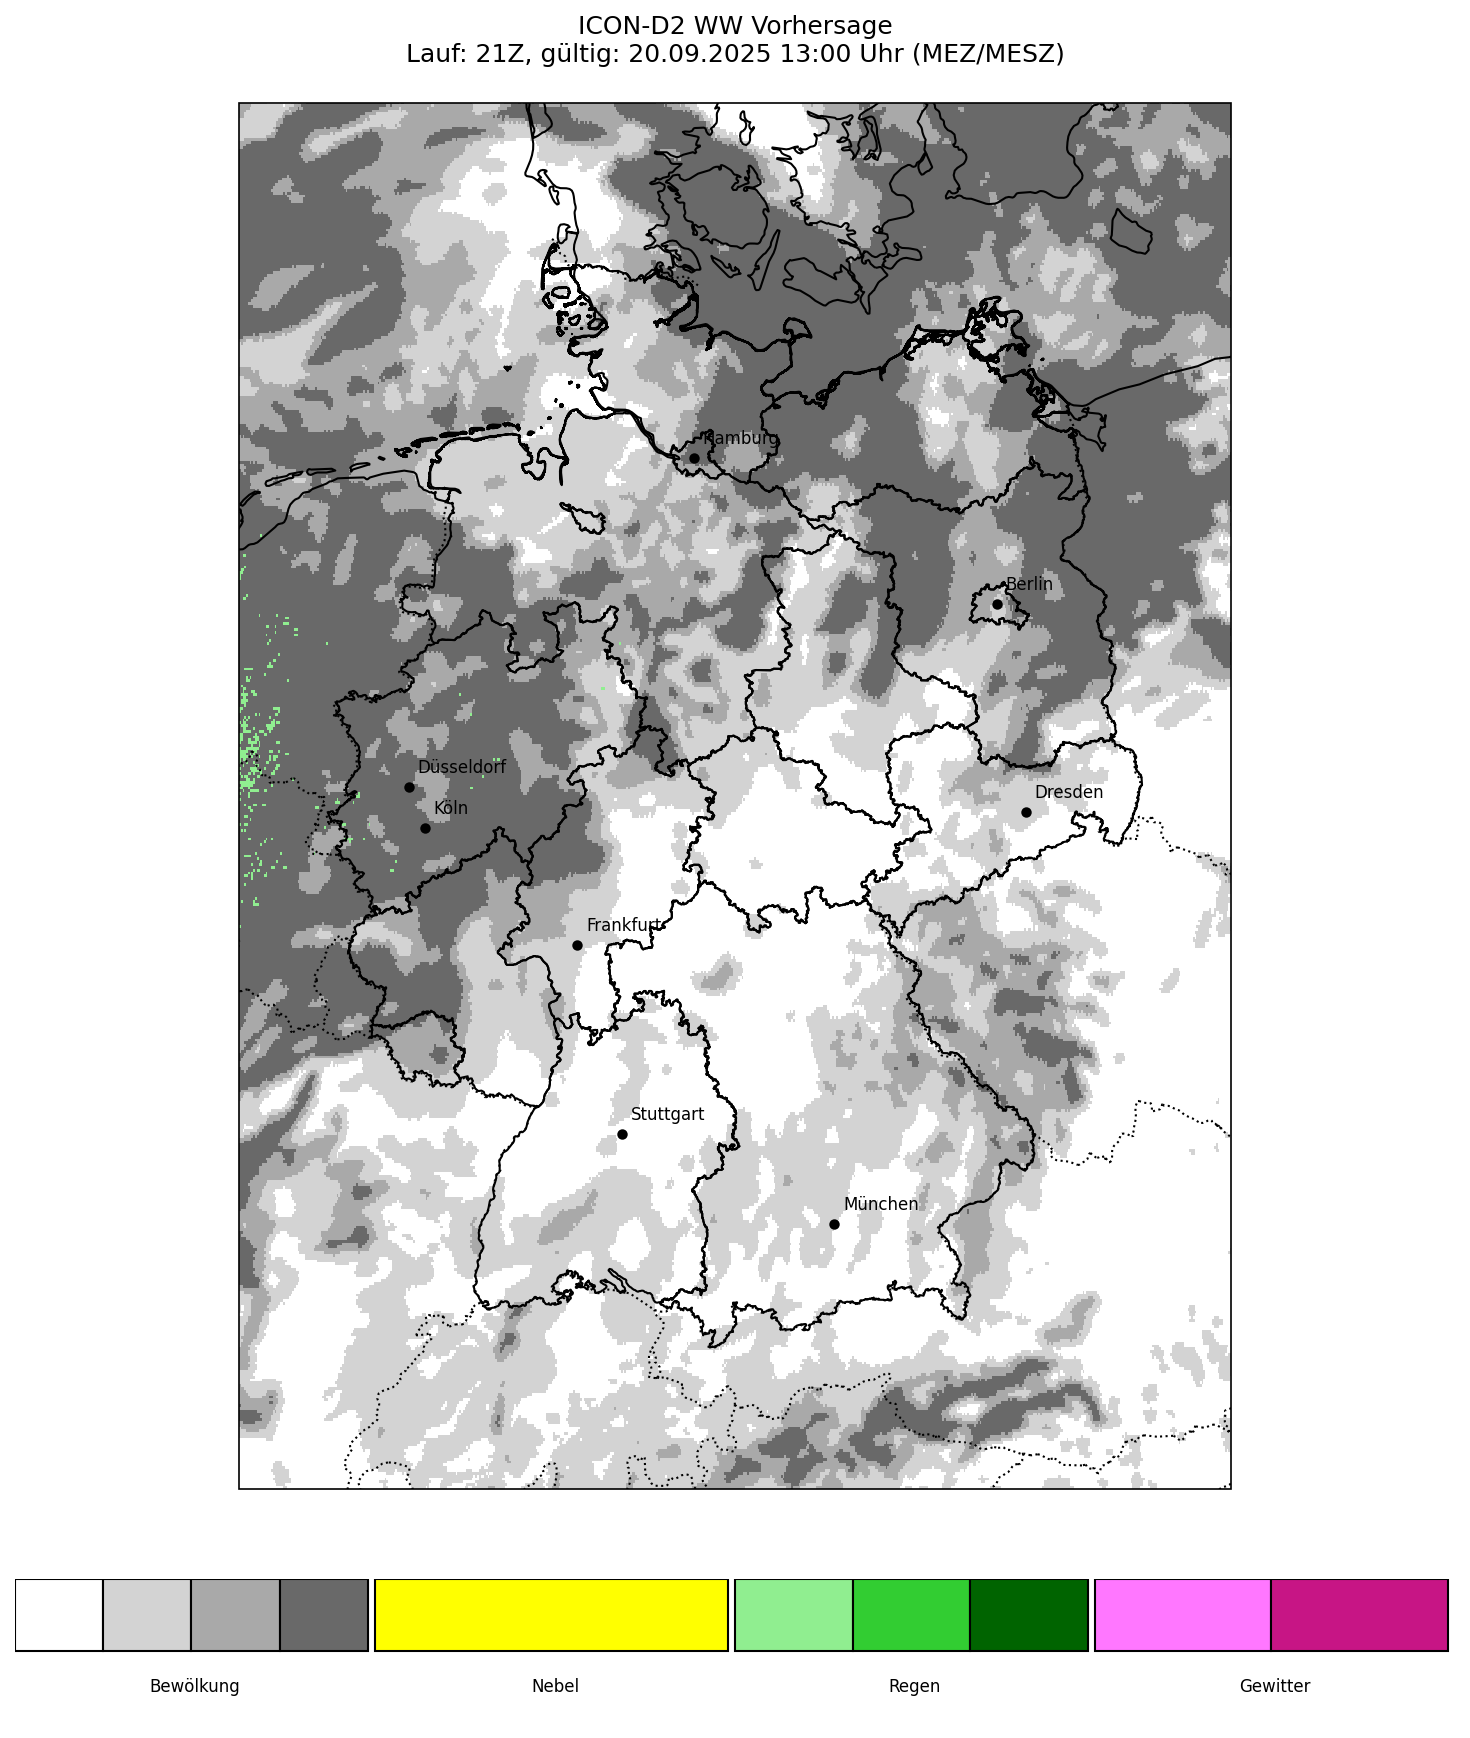 ICON-D2 WW Vorhersage
Lauf: 21Z, gültig: 20.09.2025 13:00 Uhr (MEZ/MESZ)
Hamburg
Berlin
Düsseldorf
Dresden
Köln
Frankfurt
Stuttgart
München
Bewölkung
Nebel
Regen
Gewitter